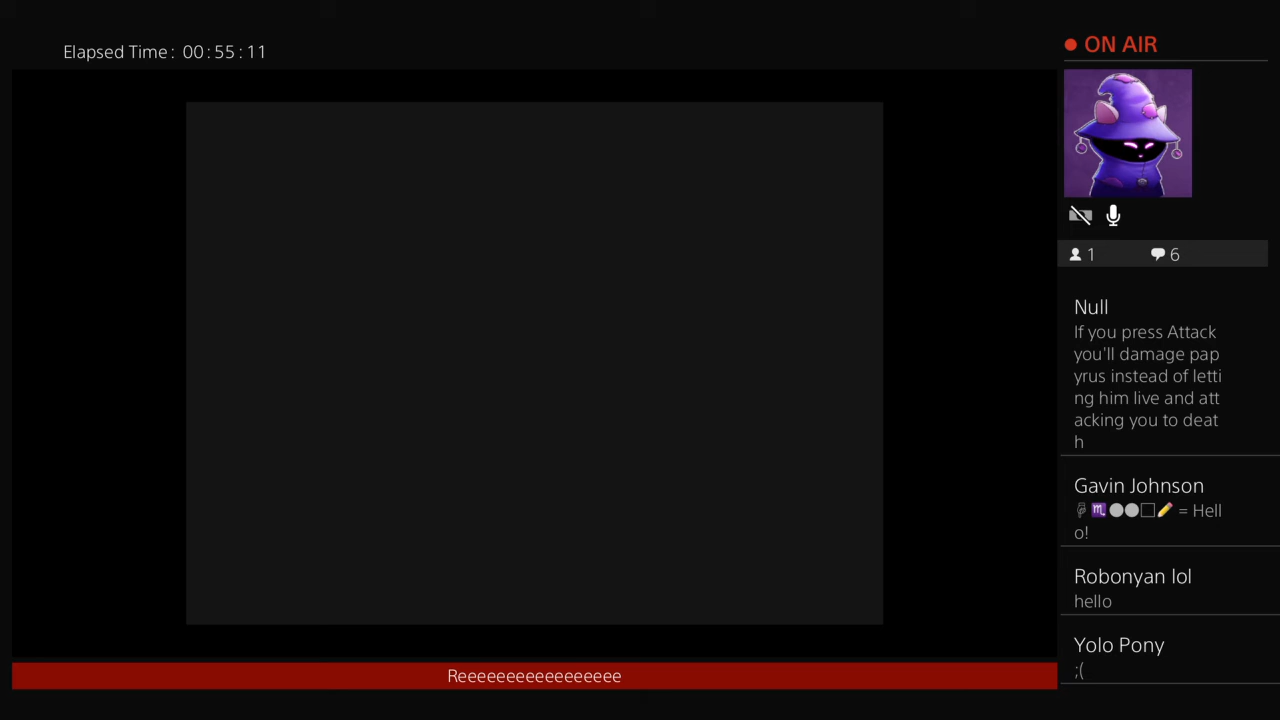 Elapsed Time: 00:55:11
ON AIR
1 6
Null
If you press Attack
you'll damage pap
yrus instead of letti
ng him live and att
acking you to deat
h
Gavin Johnson
☟♏●●□✏ = Hell
o!
Robonyan lol
hello
Yolo Pony
;(
Reeeeeeeeeeeeeeeee